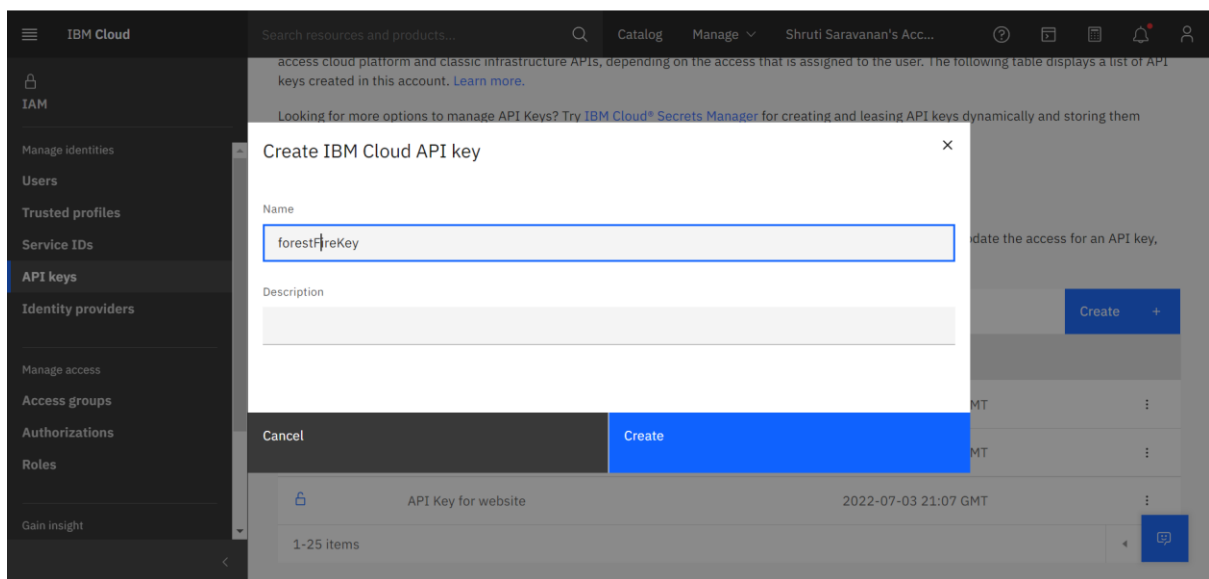 IBM Cloud
Search resources and products...
Catalog
Manage
Shruti Saravanan's Acc...
IAM
Manage identities
Users
Trusted profiles
Service IDs
API keys
Identity providers
Manage access
Access groups
Authorizations
Roles
Gain insight
access cloud platform and classic infrastructure APIs, depending on the access that is assigned to the user. The following table displays a list of API
keys created in this account. Learn more.
Looking for more options to manage API Keys? Try IBM Cloud® Secrets Manager for creating and leasing API keys dynamically and storing them
Create IBM Cloud API key
Name
forestFireKey
Description
Cancel
Create
date the access for an API key,
Create +
MT
MT
API Key for website
2022-07-03 21:07 GMT
1-25 items